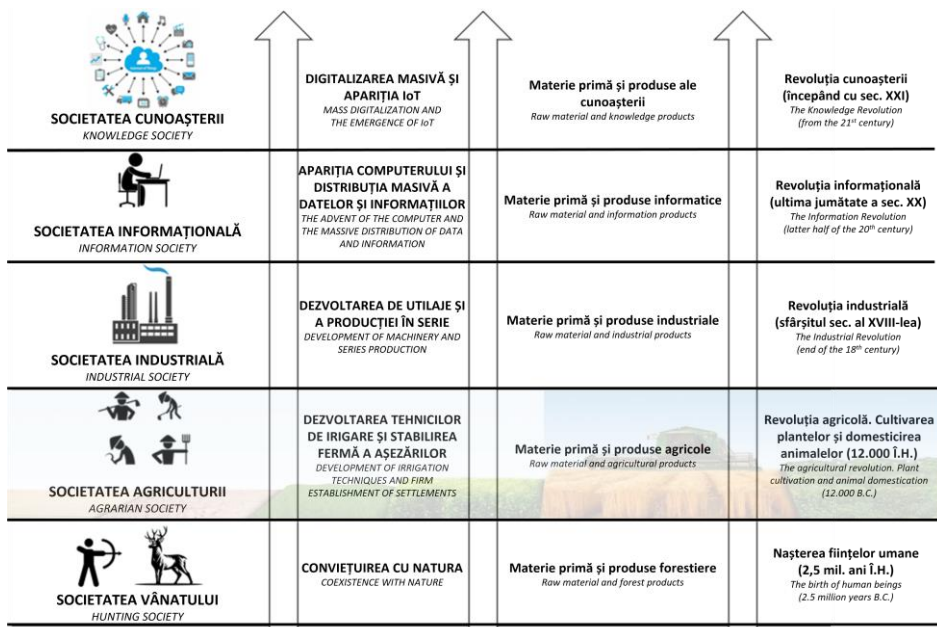 SOCIETATEA CUNOAȘTERII
KNOWLEDGE SOCIETY
DIGITALIZAREA MASIVĂ ȘI
APARIȚIA IoT
MASS DIGITALIZATION AND
THE EMERGENCE OF IoT
Materie primă și produse ale
cunoașterii
Raw material and knowledge products
Revoluția cunoașterii
(începând cu sec. XXI)
The Knowledge Revolution
(from the 21st century)
SOCIETATEA INFORMAȚIONALĂ
INFORMATION SOCIETY
APARIȚIA COMPUTERULUI ȘI
DISTRIBUȚIA MASIVĂ A
DATELOR ȘI INFORMAȚIILOR
THE ADVENT OF THE COMPUTER AND
THE MASSIVE DISTRIBUTION OF DATA
AND INFORMATION
Materie primă și produse informatice
Raw material and information products
Revoluția informațională
(ultima jumătate a sec. XX)
The Information Revolution
(latter half of the 20th century)
SOCIETATEA INDUSTRIALĂ
INDUSTRIAL SOCIETY
DEZVOLTAREA DE UTILAJE ȘI
A PRODUCȚIEI ÎN SERIE
DEVELOPMENT OF MACHINERY AND
SERIES PRODUCTION
Materie primă și produse industriale
Raw material and industrial products
Revoluția industrială
(sfârșitul sec. al XVIII-lea)
The Industrial Revolution
(end of the 18th century)
SOCIETATEA AGRICULTURII
AGRARIAN SOCIETY
DEZVOLTAREA TEHNICILOR
DE IRIGARE ȘI STABILIREA
FERMĂ A AȘEZĂRILOR
DEVELOPMENT OF IRRIGATION
TECHNIQUES AND FIRM
ESTABLISHMENT OF SETTLEMENTS
Materie primă și produse agricole
Raw material and agricultural products
Revoluția agricolă. Cultivarea
plantelor și domesticirea
animalelor (12.000 Î.H.)
The agricultural revolution. Plant
cultivation and animal domestication
(12.000 B.C.)
SOCIETATEA VÂNATULUI
HUNTING SOCIETY
CONVIEȚUIREA CU NATURA
COEXISTENCE WITH NATURE
Materie primă și produse forestiere
Raw material and forest products
Nașterea ființelor umane
(2,5 mil. ani Î.H.)
The birth of human beings
(2.5 million years B.C.)